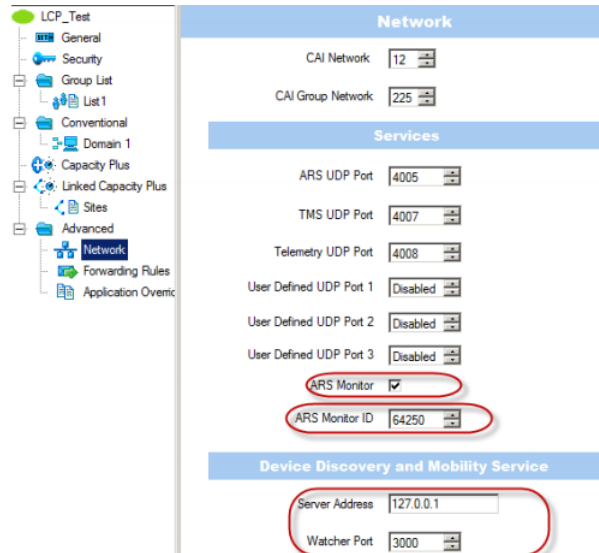 LCP_Test
General
Security
Group List
List1
Conventional
Domain 1
Capacity Plus
Linked Capacity Plus
Sites
Advanced
Network
Forwarding Rules
Application Overric
Network
CAI Network 12
CAI Group Network 225
Services
ARS UDP Port 4005
TMS UDP Port 4007
Telemetry UDP Port 4008
User Defined UDP Port 1 Disabled
User Defined UDP Port 2 Disabled
User Defined UDP Port 3 Disabled
ARS Monitor
ARS Monitor ID 64250
Device Discovery and Mobility Service
Server Address 127.0.0.1
Watcher Port 3000